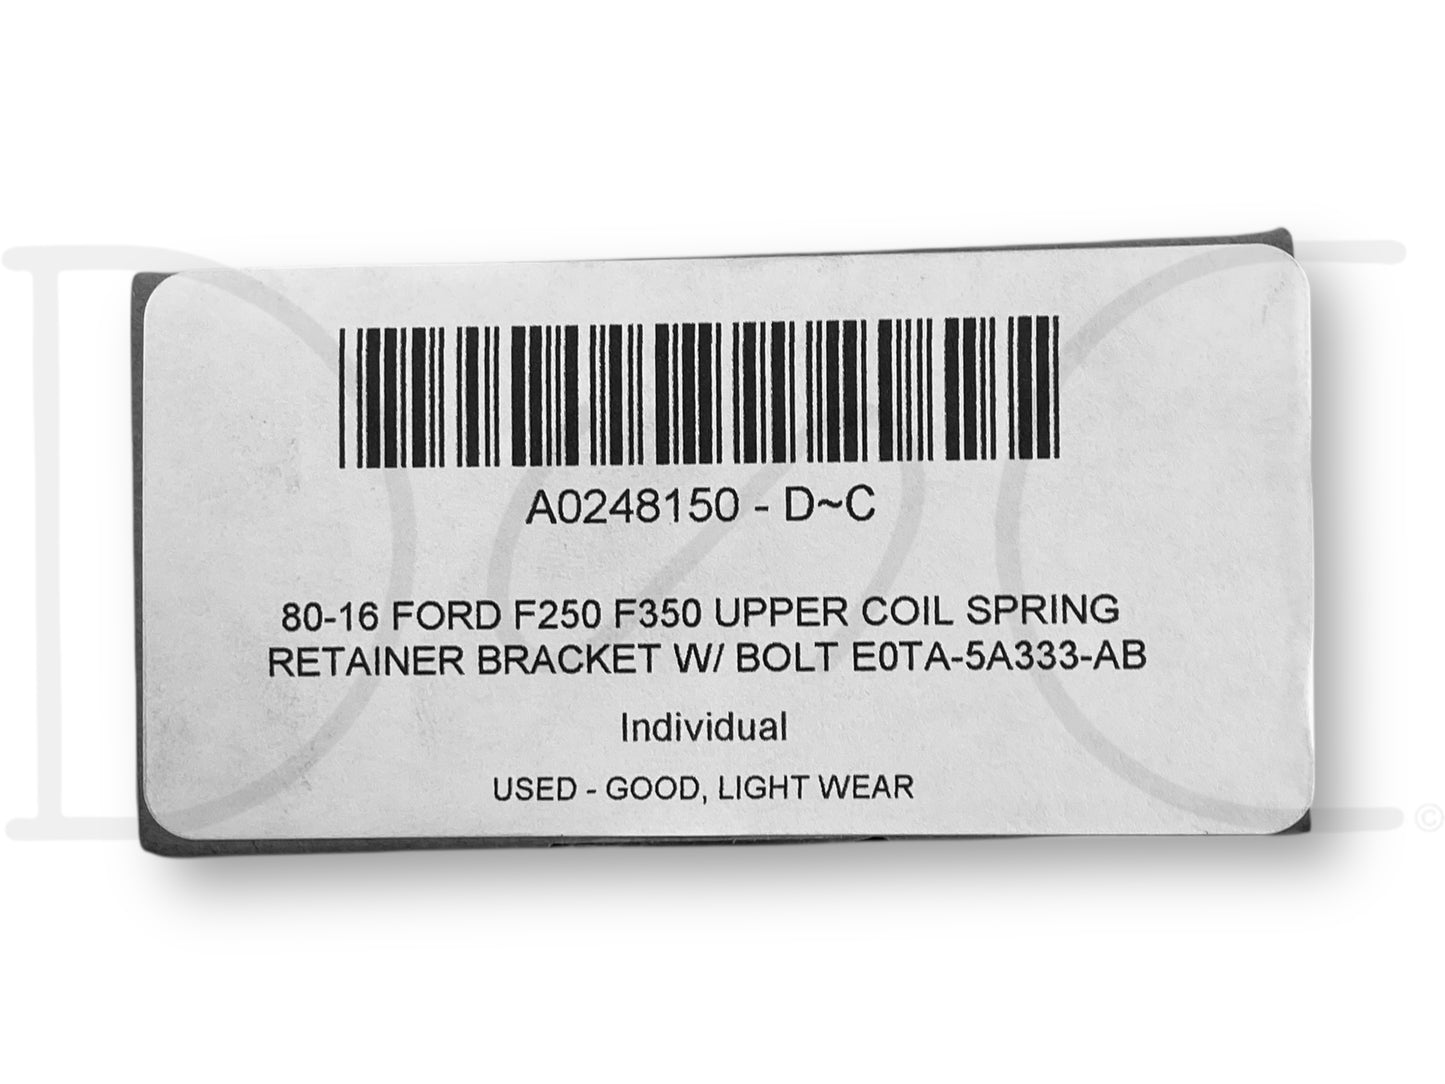 A0248150 - D~C
80-16 FORD F250 F350 UPPER COIL SPRING
RETAINER BRACKET W/ BOLT E0TA-5A333-AB
Individual
USED - GOOD, LIGHT WEAR
©